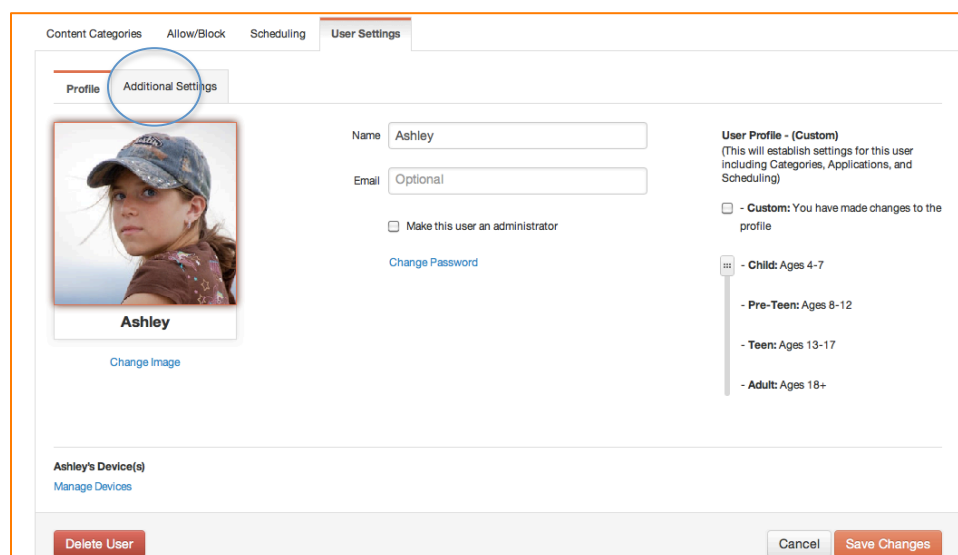 Content Categories Allow/Block Scheduling User Settings
Profile Additional Settings
Name Ashley
Email Optional
Make this user an administrator
Change Password
Ashley
Change Image
User Profile - (Custom)
(This will establish settings for this user
including Categories, Applications, and
Scheduling)
- Custom: You have made changes to the
profile
- Child: Ages 4-7
- Pre-Teen: Ages 8-12
- Teen: Ages 13-17
- Adult: Ages 18+
Ashley's Device(s)
Manage Devices
Delete User Cancel Save Changes